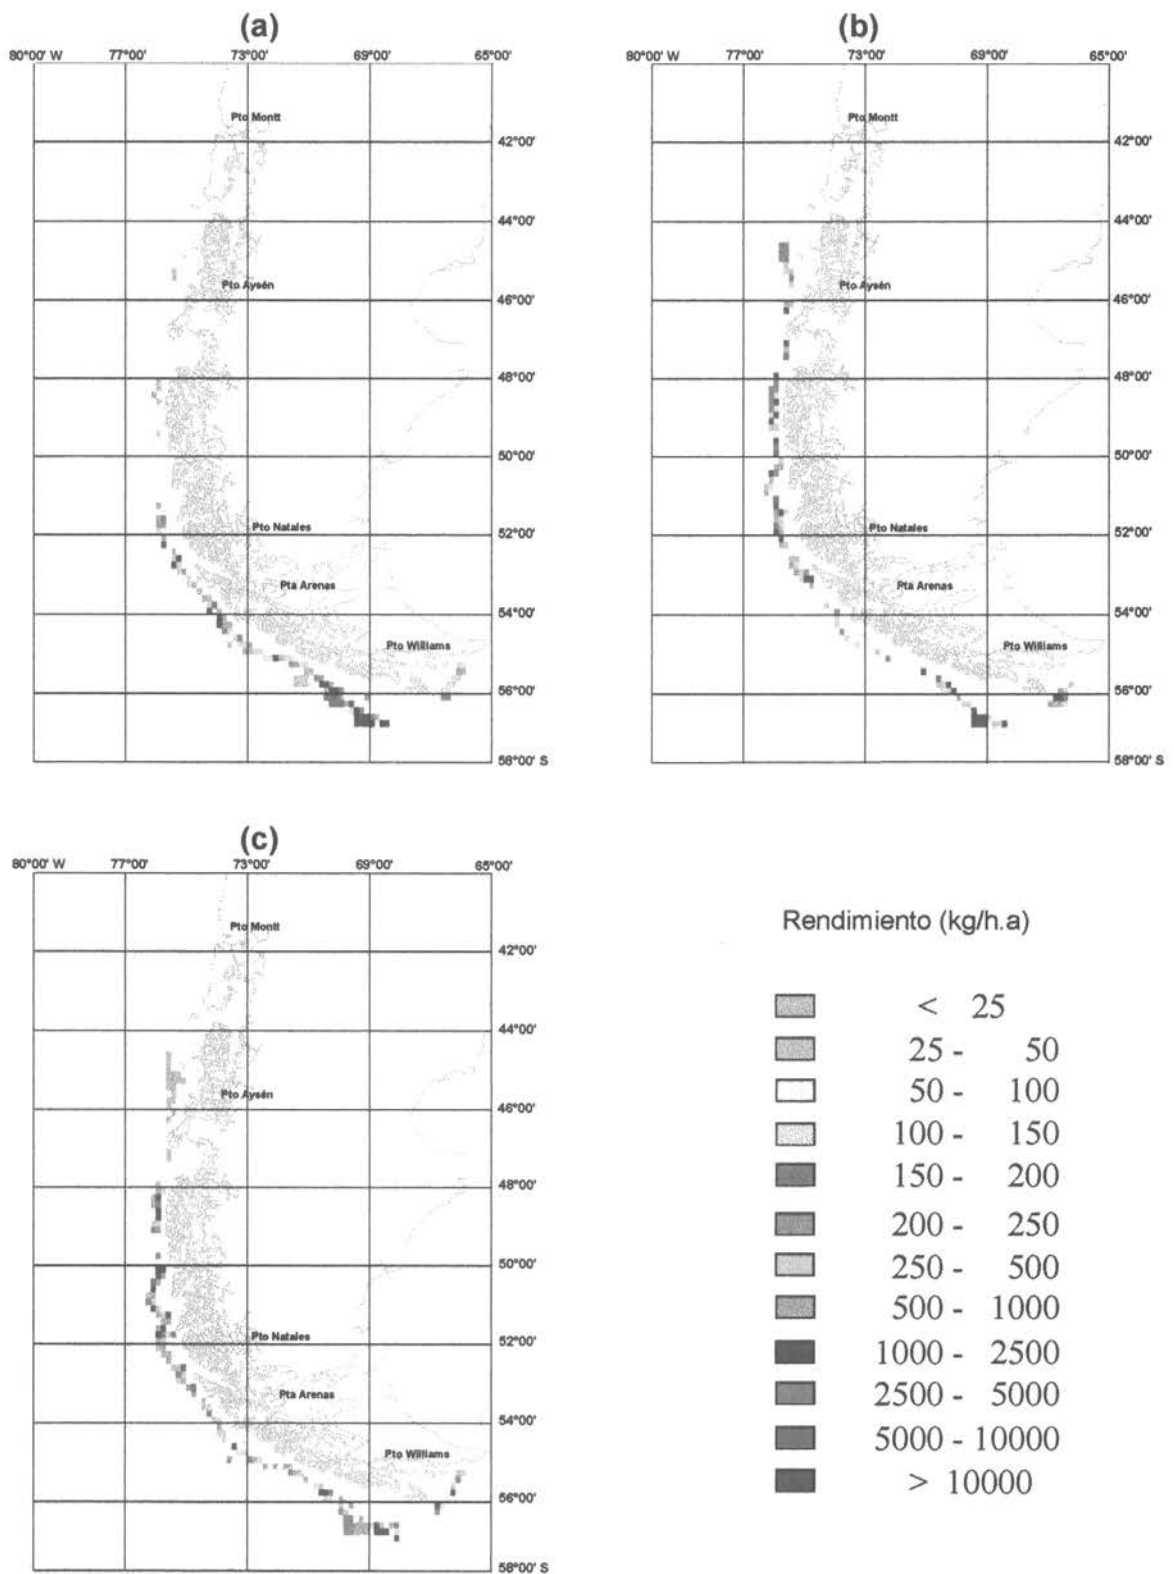 (a)
80°00' W 77°00' 73°00' 69°00' 65°00'
Pto Montt
42°00'
44°00'
Pto Aysén
46°00'
48°00'
50°00'
Pto Natales
52°00'
Pta Arenas
54°00'
Pto Williams
56°00'
58°00' S
(b)
80°00' W 77°00' 73°00' 69°00' 65°00'
Pto Montt
42°00'
44°00'
Pto Aysén
46°00'
48°00'
50°00'
Pto Natales
52°00'
Pta Arenas
54°00'
Pto Williams
56°00'
58°00' S
(c)
80°00' W 77°00' 73°00' 69°00' 65°00'
Pto Montt
42°00'
44°00'
Pto Aysén
46°00'
48°00'
50°00'
Pto Natales
52°00'
Pta Arenas
54°00'
Pto Williams
56°00'
58°00' S
Rendimiento (kg/h.a)
< 25
25 - 50
50 - 100
100 - 150
150 - 200
200 - 250
250 - 500
500 - 1000
1000 - 2500
2500 - 5000
5000 - 10000
> 10000